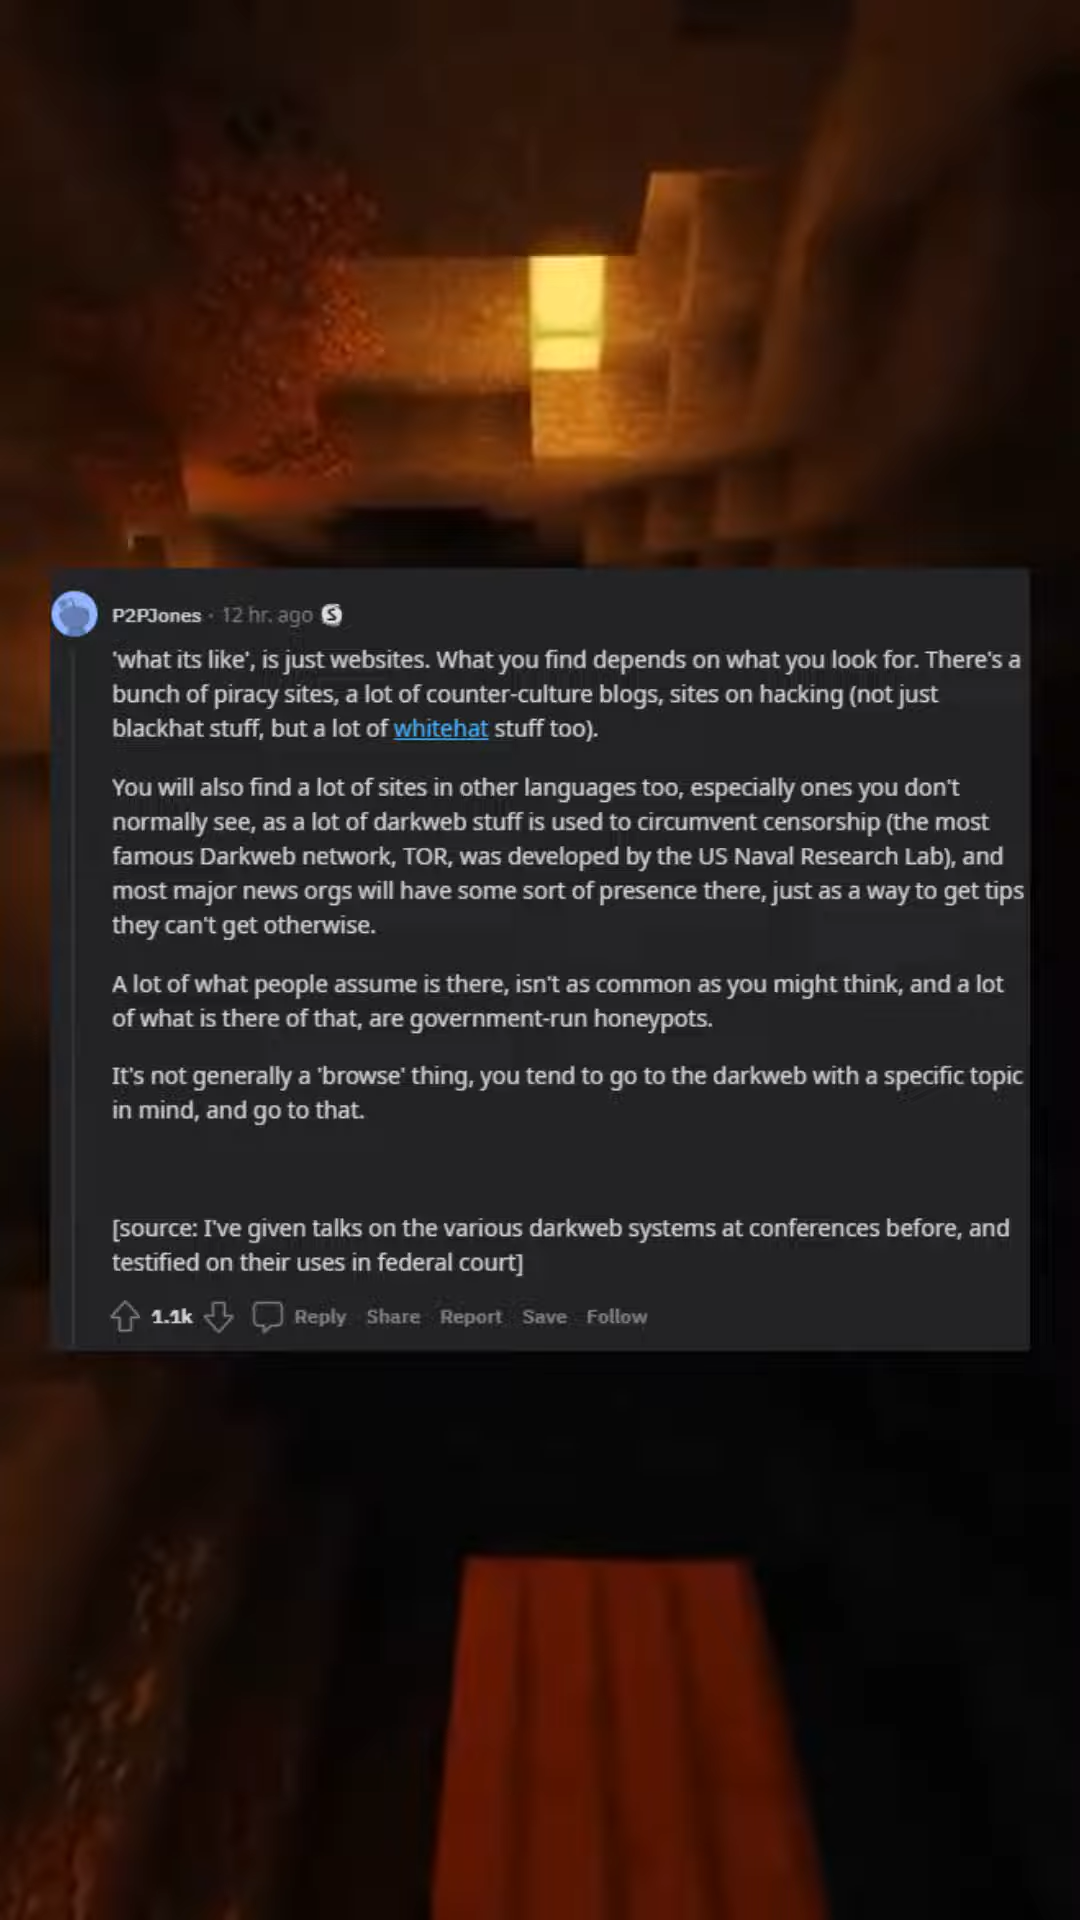 P2PJones · 12 hr. ago
'what its like', is just websites. What you find depends on what you look for. There's a
bunch of piracy sites, a lot of counter-culture blogs, sites on hacking (not just
blackhat stuff, but a lot of whitehat stuff too).
You will also find a lot of sites in other languages too, especially ones you don't
normally see, as a lot of darkweb stuff is used to circumvent censorship (the most
famous Darkweb network, TOR, was developed by the US Naval Research Lab), and
most major news orgs will have some sort of presence there, just as a way to get tips
they can't get otherwise.
A lot of what people assume is there, isn't as common as you might think, and a lot
of what is there of that, are government-run honeypots.
It's not generally a 'browse' thing, you tend to go to the darkweb with a specific topic
in mind, and go to that.
[source: I've given talks on the various darkweb systems at conferences before, and
testified on their uses in federal court]
1.1k Reply Share Report Save Follow